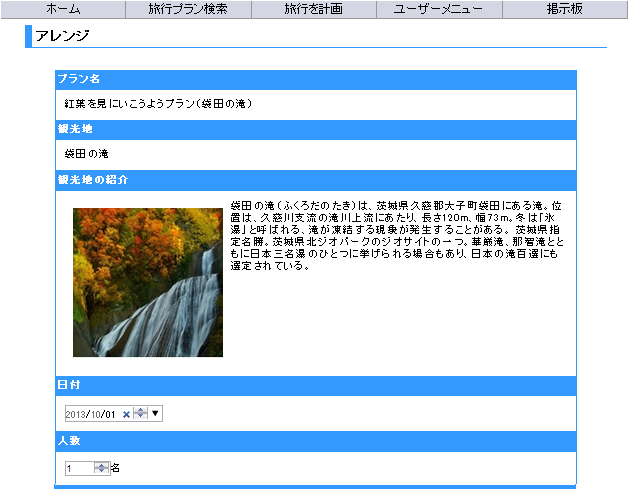 ホーム 旅行プラン検索 旅行を計画 ユーザーメニュー 掲示板
アレンジ
プラン名
紅葉を見にいこうようプラン(袋田の滝)
観光地
袋田の滝
観光地の紹介
袋田の滝(ふくろだのたき)は、茨城県久慈郡大子町袋田にある滝。位
置は、久慈川支流の滝川上流にあたり、長さ120m、幅73m。冬は「氷
瀑」と呼ばれる、滝が凍結する現象が発生することがある。茨城県指
定名勝。茨城県北ジオパークのジオサイトの一つ。華厳滝、那智滝とと
もに日本三名瀑のひとつに挙げられる場合もあり、日本の滝百選にも
選定されている。
日付
2013/10/01
人数
1 名